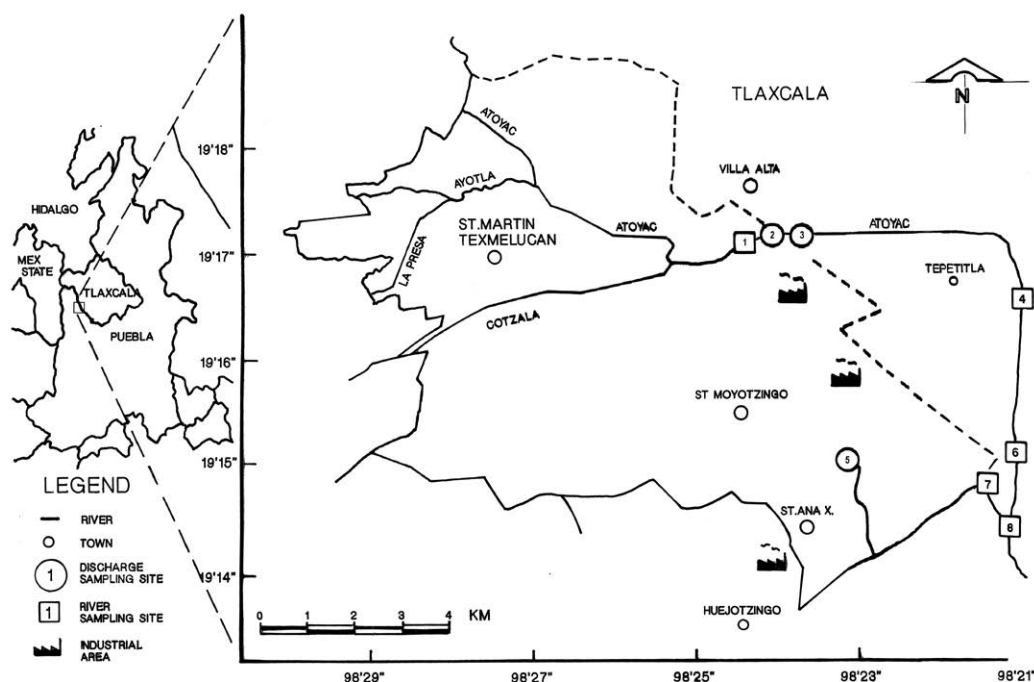 HIDALGO
MEX
STATE
TLAXCALA
PUEBLA
LEGEND
RIVER
TOWN
1
DISCHARGE
SAMPLING SITE
1
RIVER
SAMPLING SITE
INDUSTRIAL
AREA
TLAXCALA
N
19'18"
19'17"
19'16"
19'15"
19'14"
ATOYAC
AYOTLA
ST.MARTIN
TEXMELUCAN
LA PRESA
ATOYAC
COTZALA
VILLA ALTA
1
2
3
ATOYAC
TEPETITLA
4
ST MOYOTZINGO
5
6
7
8
ST.ANA X.
HUEJOTZINGO
0 1 2 3 4 KM
98'29" 98'27" 98'25" 98'23" 98'21"